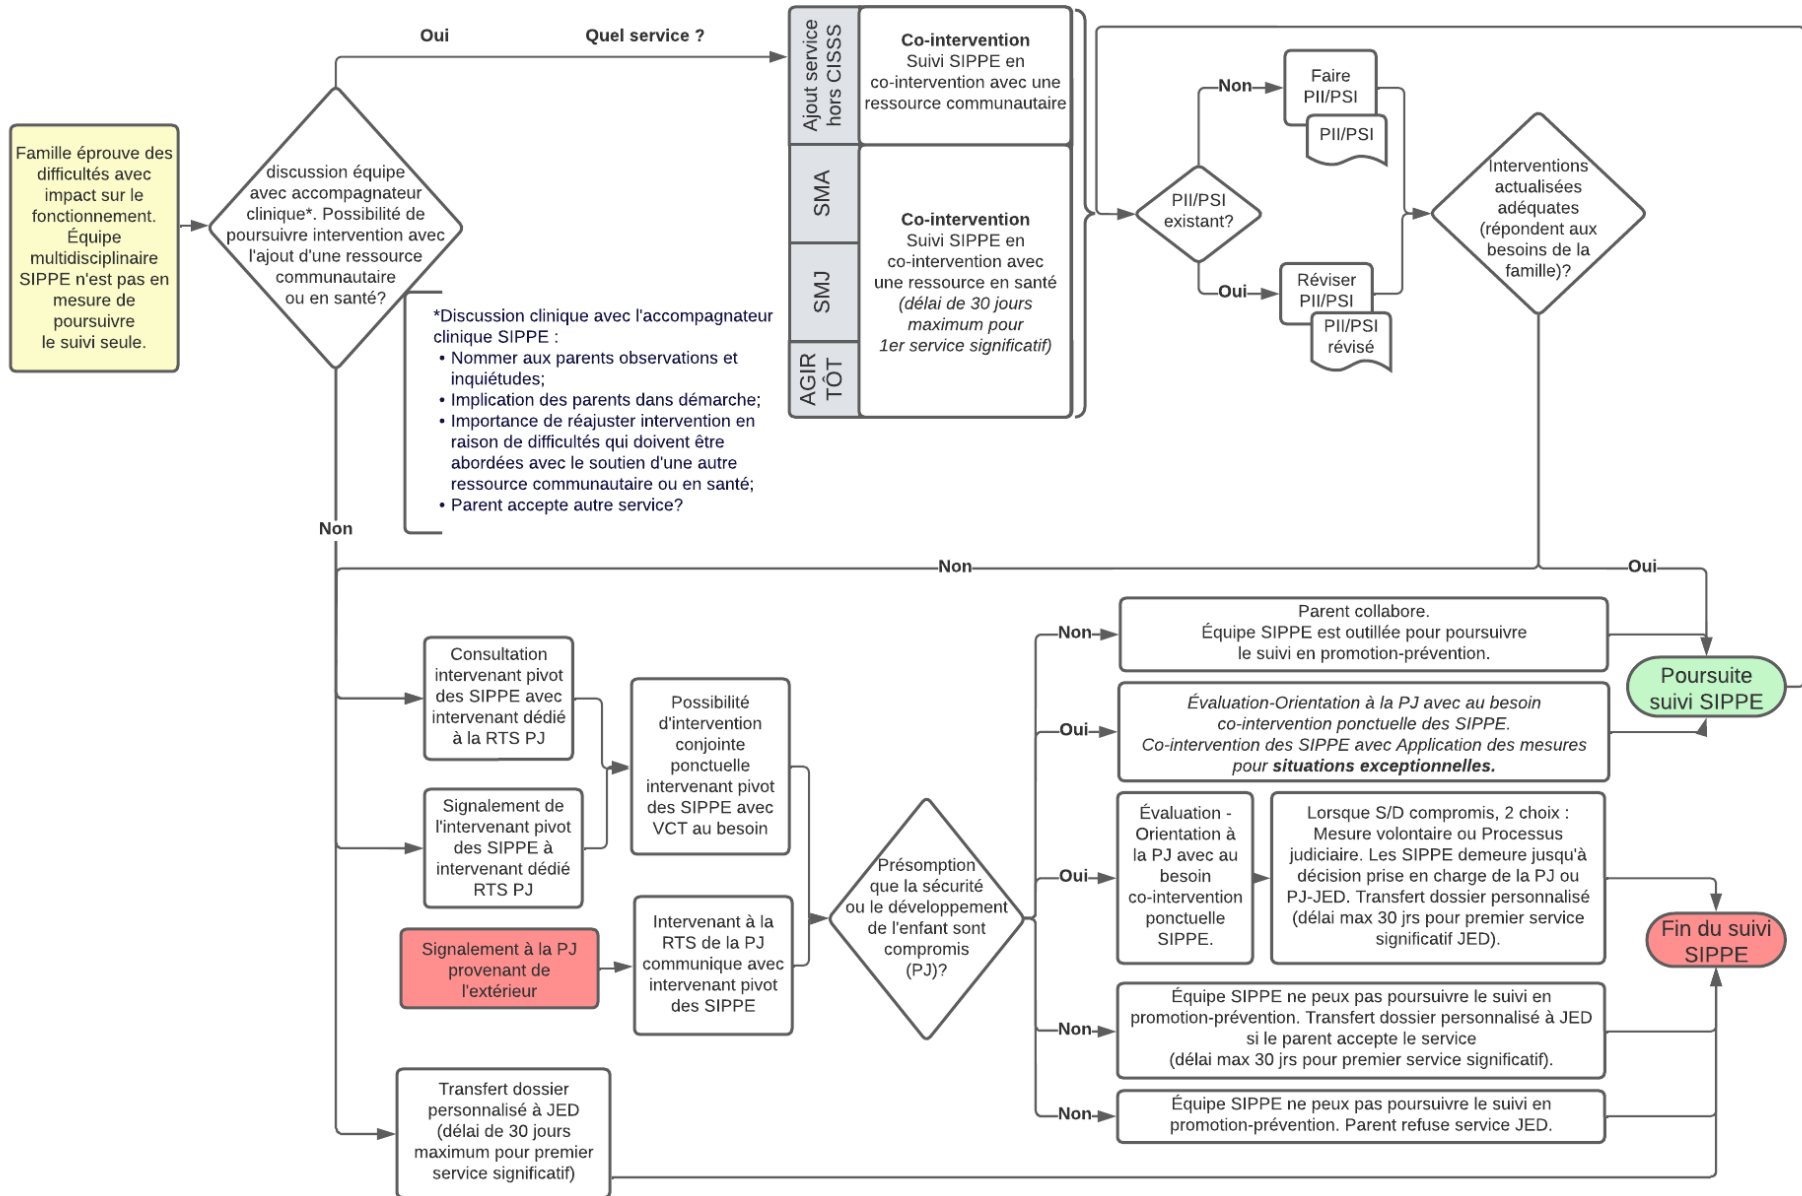 Oui
Quel service ?
Famille éprouve des
difficultés avec
impact sur le
fonctionnement.
Équipe
multidisciplinaire
SIPPE n'est pas en
mesure de
poursuivre
le suivi seule.
discussion équipe
avec accompagnateur
clinique*. Possibilité de
poursuivre intervention avec
l'ajout d'une ressource
communautaire
ou en santé?
*Discussion clinique avec l'accompagnateur
clinique SIPPE :
• Nommer aux parents observations et
inquiétudes;
• Implication des parents dans démarche;
• Importance de réajuster intervention en
raison de difficultés qui doivent être
abordées avec le soutien d'une autre
ressource communautaire ou en santé;
• Parent accepte autre service?
Ajout service
hors CISSS
SMA
SMJ
AGIR
TÔT
Co-intervention
Suivi SIPPE en
co-intervention avec une
ressource communautaire
Co-intervention
Suivi SIPPE en
co-intervention avec
une ressource en santé
(délai de 30 jours
maximum pour
1er service significatif)
PII/PSI
existant?
Non
Faire
PII/PSI
PII/PSI
Oui
Réviser
PII/PSI
PII/PSI
révisé
Interventions
actualisées
adéquates
(répondent aux
besoins de la
famille)?
Non
Non
Oui
Consultation
intervenant pivot
des SIPPE avec
intervenant dédié
à la RTS PJ
Signalement de
l'intervenant pivot
des SIPPE à
intervenant dédié
RTS PJ
Signalement à la PJ
provenant de
l'extérieur
Transfert dossier
personnalisé à JED
(délai de 30 jours
maximum pour premier
service significatif)
Possibilité
d'intervention
conjointe
ponctuelle
intervenant pivot
des SIPPE avec
VCT au besoin
Intervenant à la
RTS de la PJ
communique avec
intervenant pivot
des SIPPE
Présomption
que la sécurité
ou le développement
de l'enfant sont
compromis
(PJ)?
Non
Parent collabore.
Équipe SIPPE est outillée pour poursuivre
le suivi en promotion-prévention.
Oui
Évaluation-Orientation à la PJ avec au besoin
co-intervention ponctuelle des SIPPE.
Co-intervention des SIPPE avec Application des mesures
pour situations exceptionnelles.
Oui
Évaluation -
Orientation à
la PJ avec au
besoin
co-intervention
ponctuelle
SIPPE.
Lorsque S/D compromis, 2 choix :
Mesure volontaire ou Processus
judiciaire. Les SIPPE demeure jusqu'à
décision prise en charge de la PJ ou
PJ-JED. Transfert dossier personnalisé
(délai max 30 jrs pour premier service
significatif JED).
Non
Équipe SIPPE ne peux pas poursuivre le suivi en
promotion-prévention. Transfert dossier personnalisé à JED
si le parent accepte le service
(délai max 30 jrs pour premier service significatif).
Non
Équipe SIPPE ne peux pas poursuivre le suivi en
promotion-prévention. Parent refuse service JED.
Poursuite
suivi SIPPE
Fin du suivi
SIPPE